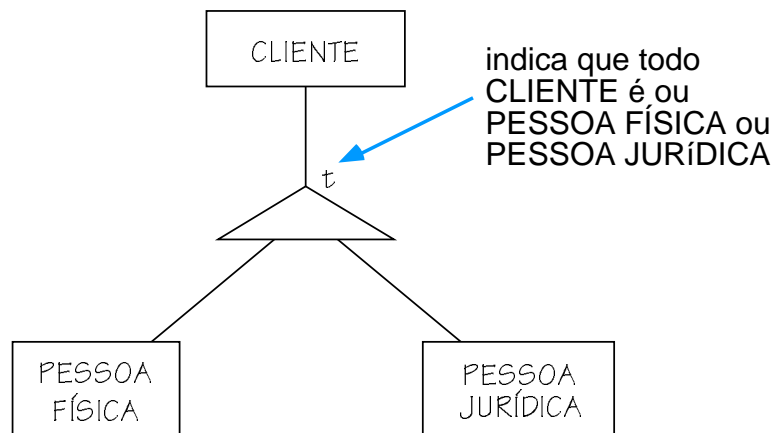 CLIENTE
indica que todo
CLIENTE é ou
PESSOA FÍSICA ou
PESSOA JURíDICA
t
PESSOA
FÍSICA
PESSOA
JURÍDICA